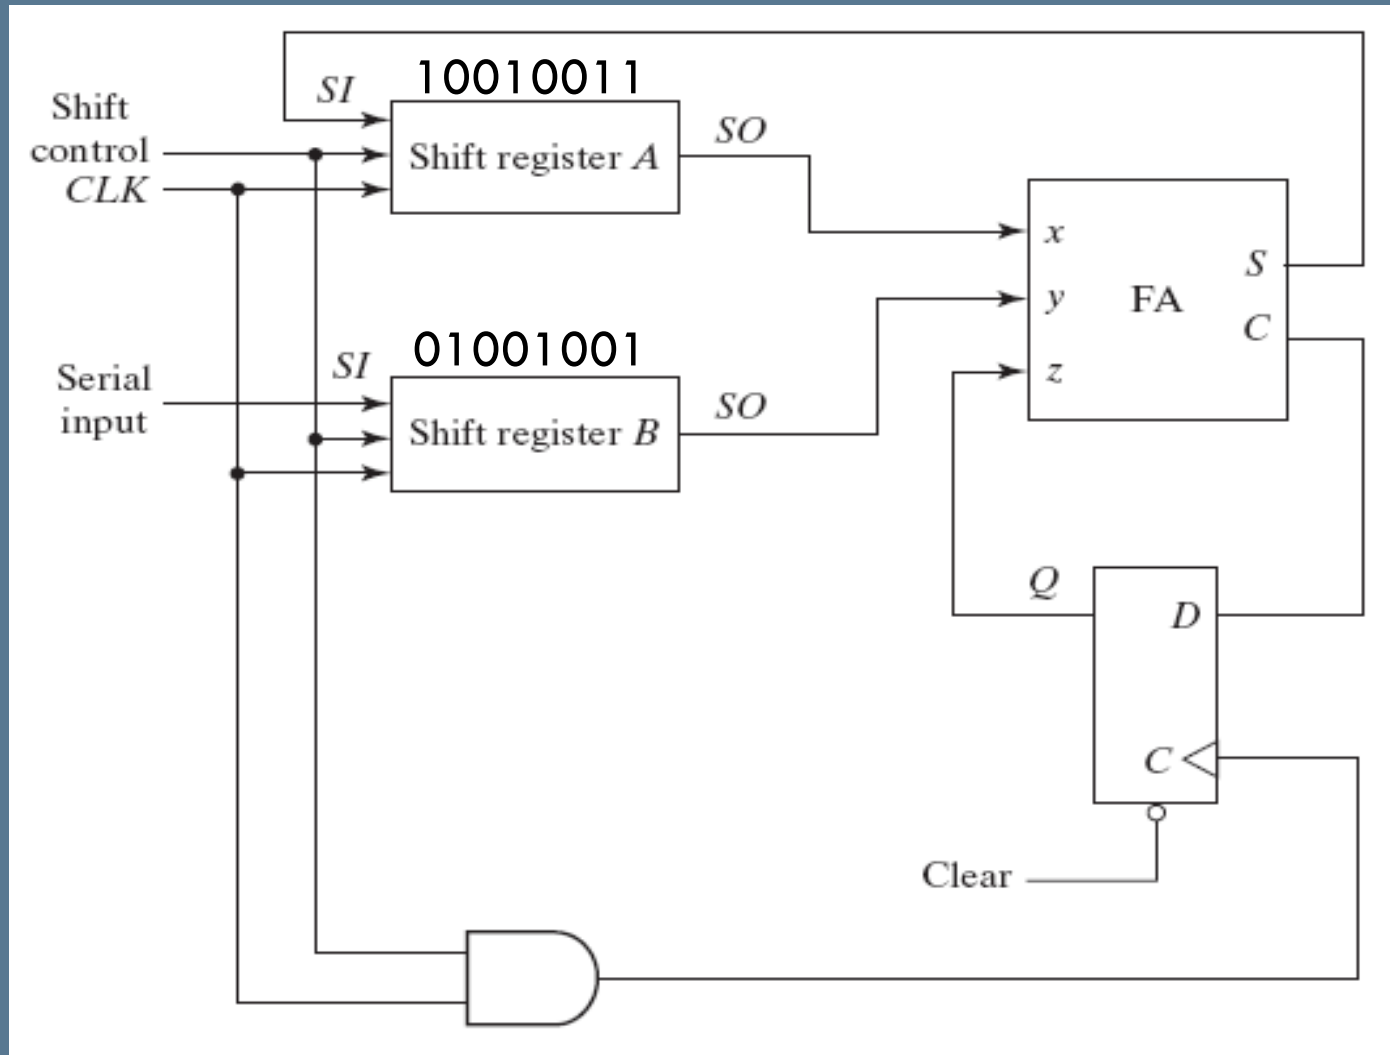 10010011
SI
Shift
control
CLK
Shift register A
SO
x
y
z
FA
S
C
01001001
SI
Serial
input
Shift register B
SO
Q
D
C
Clear